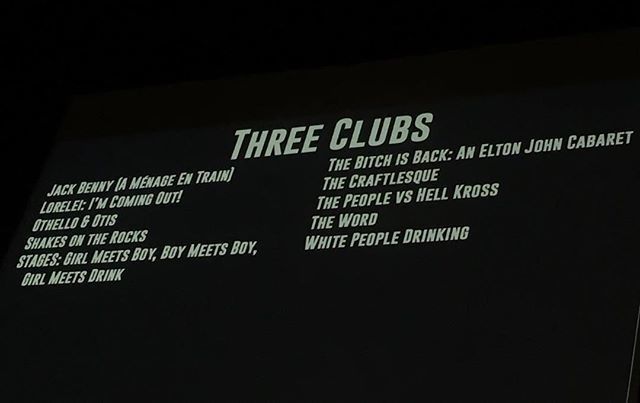 THREE CLUBS
JACK BENNY (A MÉNAGE EN TRAIN)
LORELEI: I'M COMING OUT!
OTHELLO & OTIS
SHAKES ON THE ROCKS
STAGES: GIRL MEETS BOY, BOY MEETS BOY,
GIRL MEETS DRINK
THE BITCH IS BACK: AN ELTON JOHN CABARET
THE CRAFTLESQUE
THE PEOPLE VS HELL KROSS
THE WORD
WHITE PEOPLE DRINKING